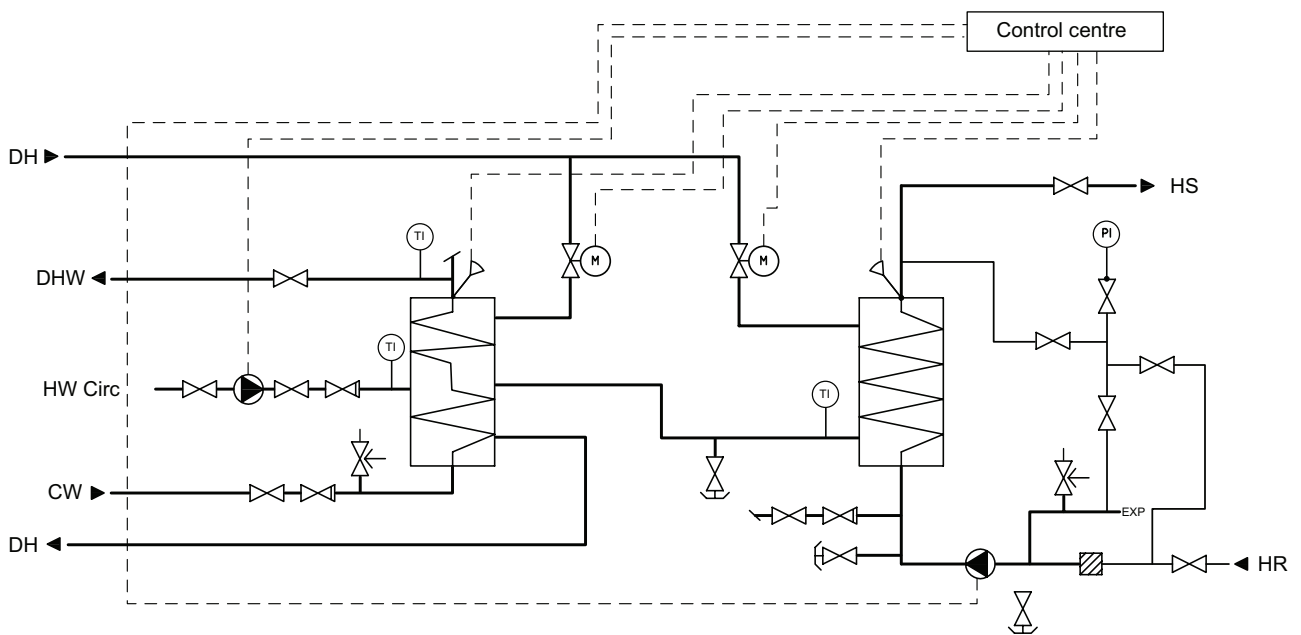 Control centre
DH
HS
TI
PI
DHW
M
M
TI
HW Circ
TI
CW
EXP
DH
HR